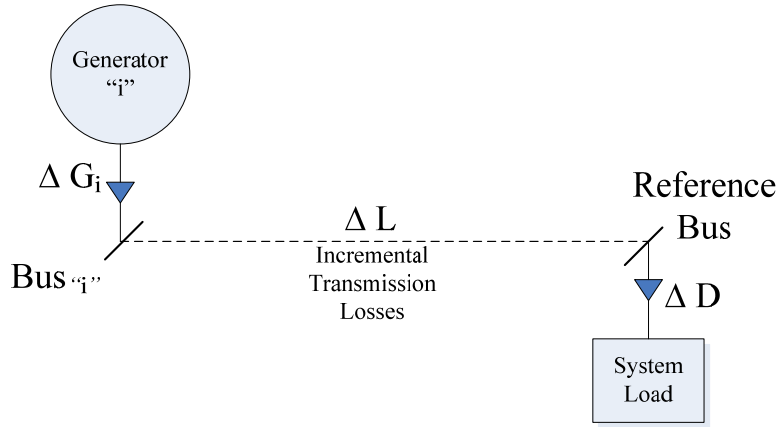 Generator
“i”
Δ Gi
Bus “i”
Δ L
Incremental
Transmission
Losses
Reference
Bus
Δ D
System
Load